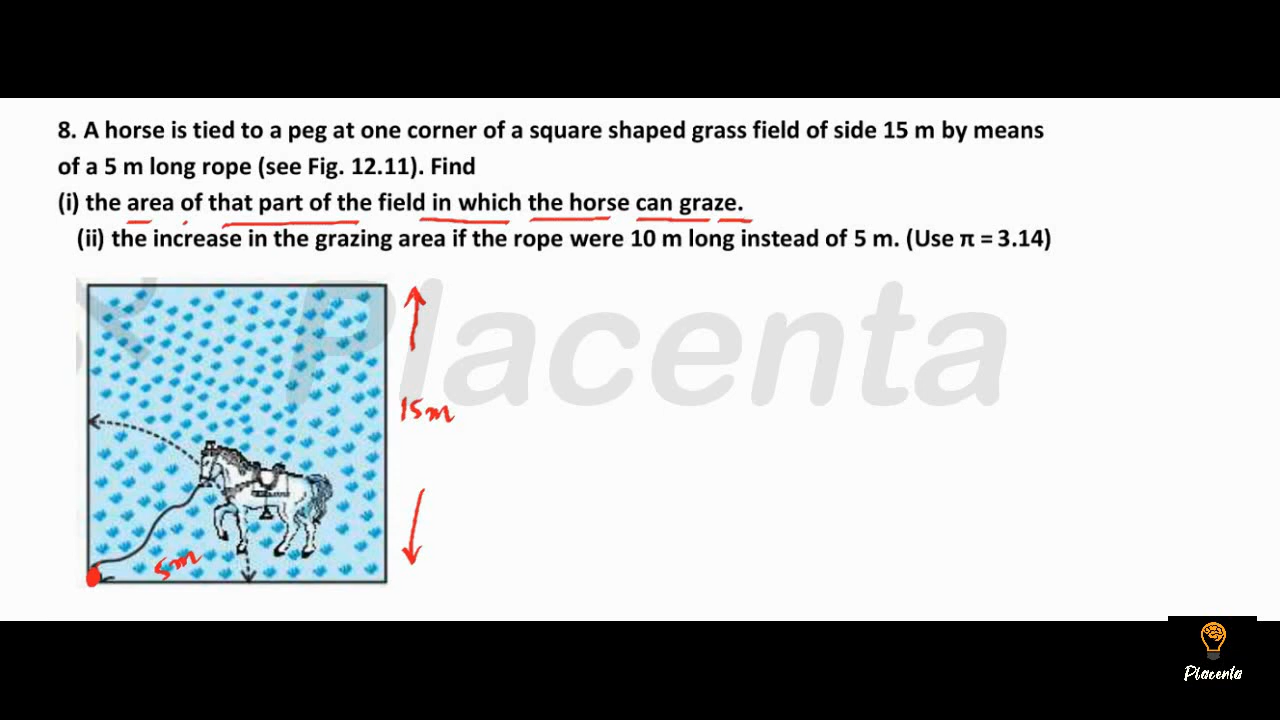 8. A horse is tied to a peg at one corner of a square shaped grass field of side 15 m by means
of a 5 m long rope (see Fig. 12.11). Find
(i) the area of that part of the field in which the horse can graze.
(ii) the increase in the grazing area if the rope were 10 m long instead of 5 m. (Use π = 3.14)
Placenta
15m
5m
Placenta